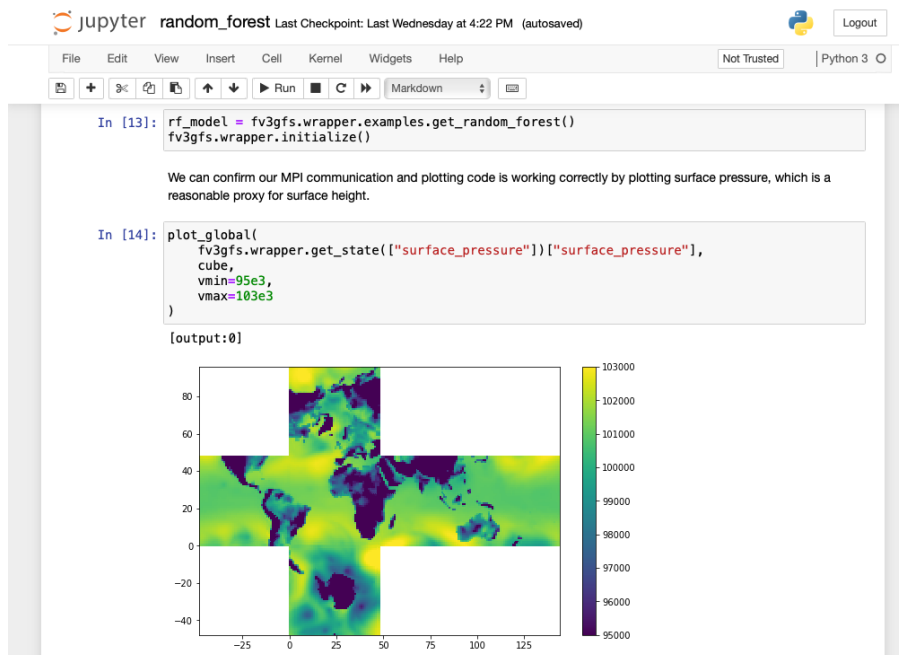 jupyter random_forest Last Checkpoint: Last Wednesday at 4:22 PM (autosaved)
Logout
File Edit View Insert Cell Kernel Widgets Help
Not Trusted
Python 3
Run
Markdown
In [13]: rf_model = fv3gfs.wrapper.examples.get_random_forest()
fv3gfs.wrapper.initialize()
We can confirm our MPI communication and plotting code is working correctly by plotting surface pressure, which is a
reasonable proxy for surface height.
In [14]: plot_global(
    fv3gfs.wrapper.get_state(["surface_pressure"])["surface_pressure"],
    cube,
    vmin=95e3,
    vmax=103e3
)
[output:0]
80
60
40
20
0
−20
−40
−25 0 25 50 75 100 125
103000
102000
101000
100000
99000
98000
97000
96000
95000